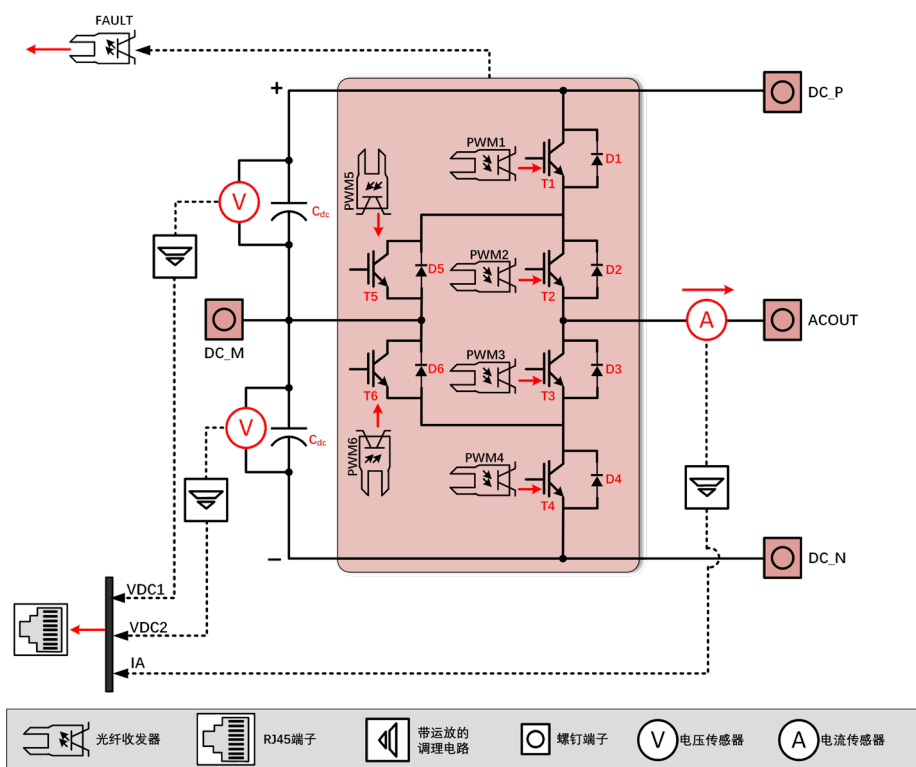 FAULT
+
DC_P
PWM1
D1
T1
PWM5
V
Cdc
PWM2
D5
D2
T5
T2
A
ACOUT
DC_M
PWM3
D6
D3
T6
T3
V
Cdc
PWM6
PWM4
D4
T4
−
DC_N
VDC1
VDC2
IA
光纤收发器
RJ45端子
带运放的
调理电路
螺钉端子
V
电压传感器
A
电流传感器